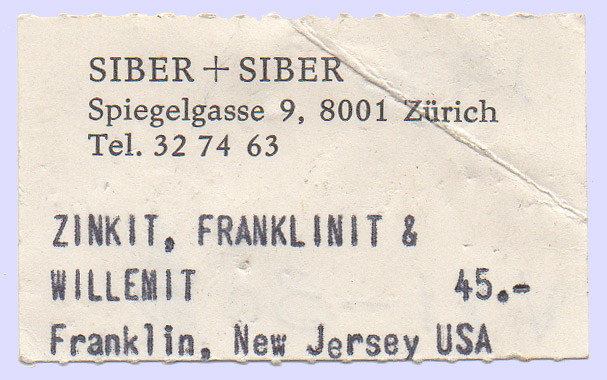 SIBER + SIBER
Spiegelgasse 9, 8001 Zürich
Tel. 32 74 63
ZINKIT, FRANKLINIT &
WILLEMIT 45.-
Franklin, New Jersey USA